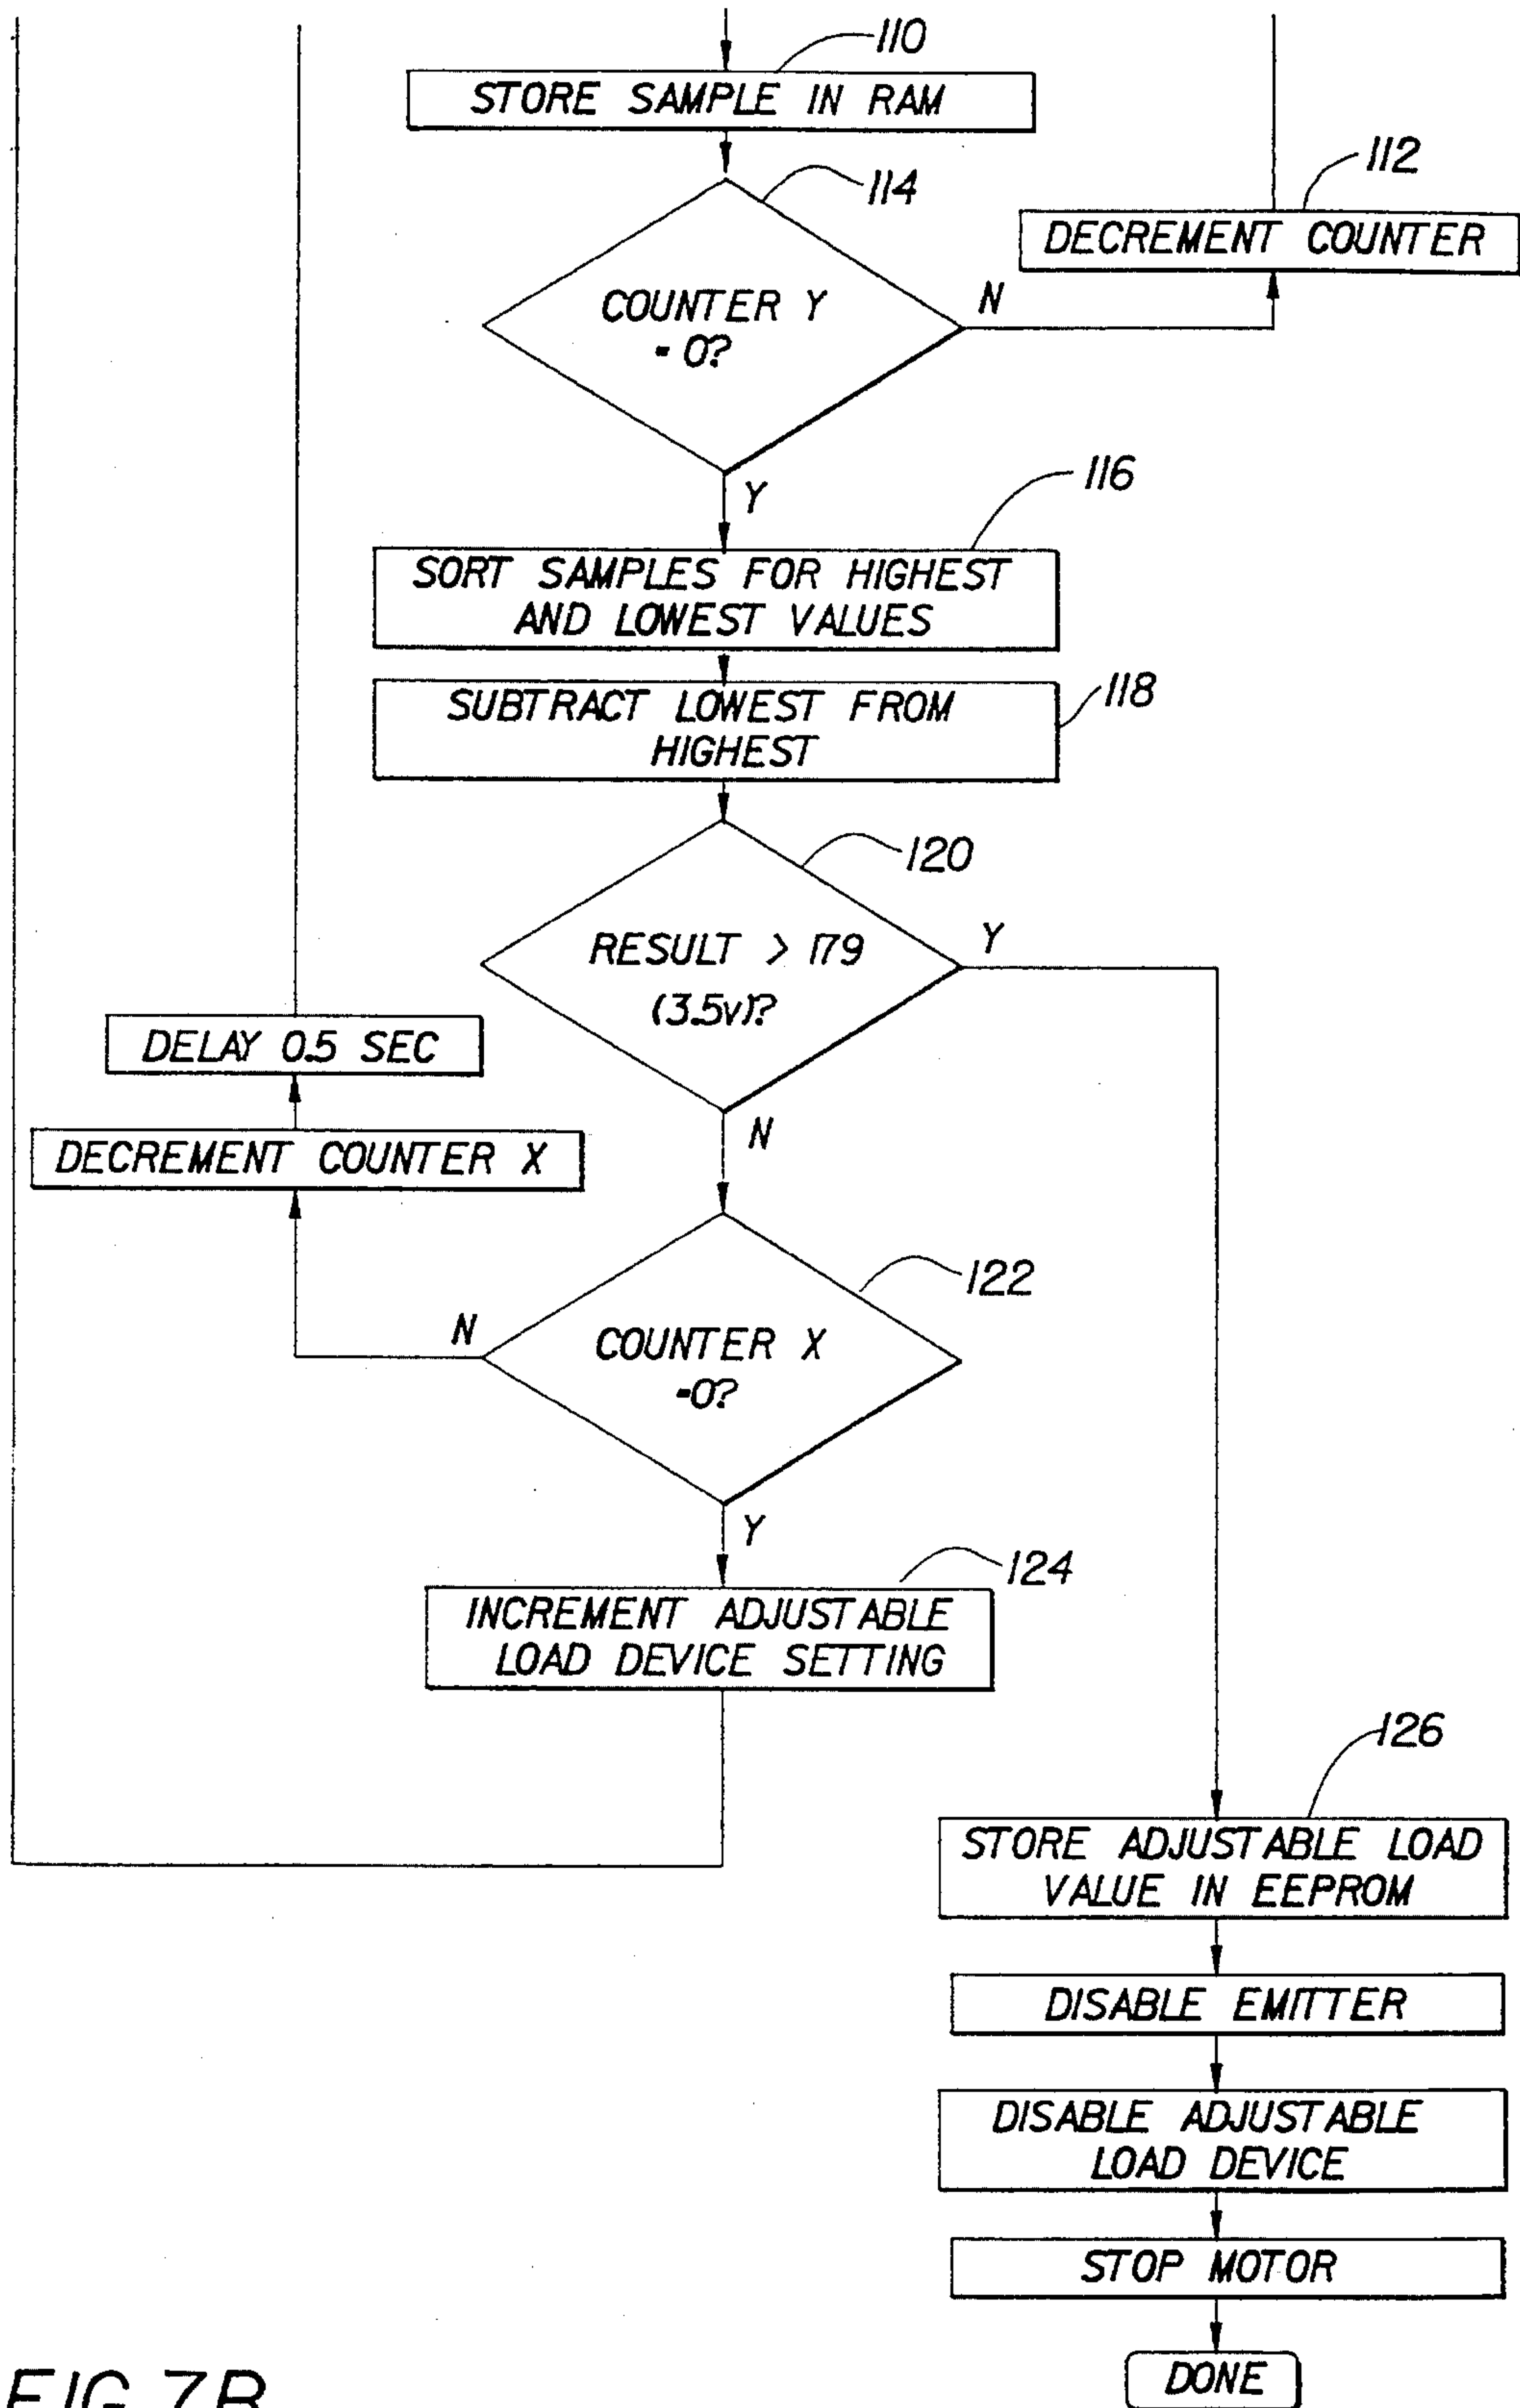 110
STORE SAMPLE IN RAM
112
114
DECREMENT COUNTER
COUNTER Y
= 0?
N
Y
116
SORT SAMPLES FOR HIGHEST
AND LOWEST VALUES
118
SUBTRACT LOWEST FROM
HIGHEST
120
RESULT > 179
(3.5v)?
Y
N
DELAY 0.5 SEC
DECREMENT COUNTER X
122
COUNTER X
=0?
N
Y
124
INCREMENT ADJUSTABLE
LOAD DEVICE SETTING
126
STORE ADJUSTABLE LOAD
VALUE IN EEPROM
DISABLE EMITTER
DISABLE ADJUSTABLE
LOAD DEVICE
STOP MOTOR
DONE
FIG. 7B